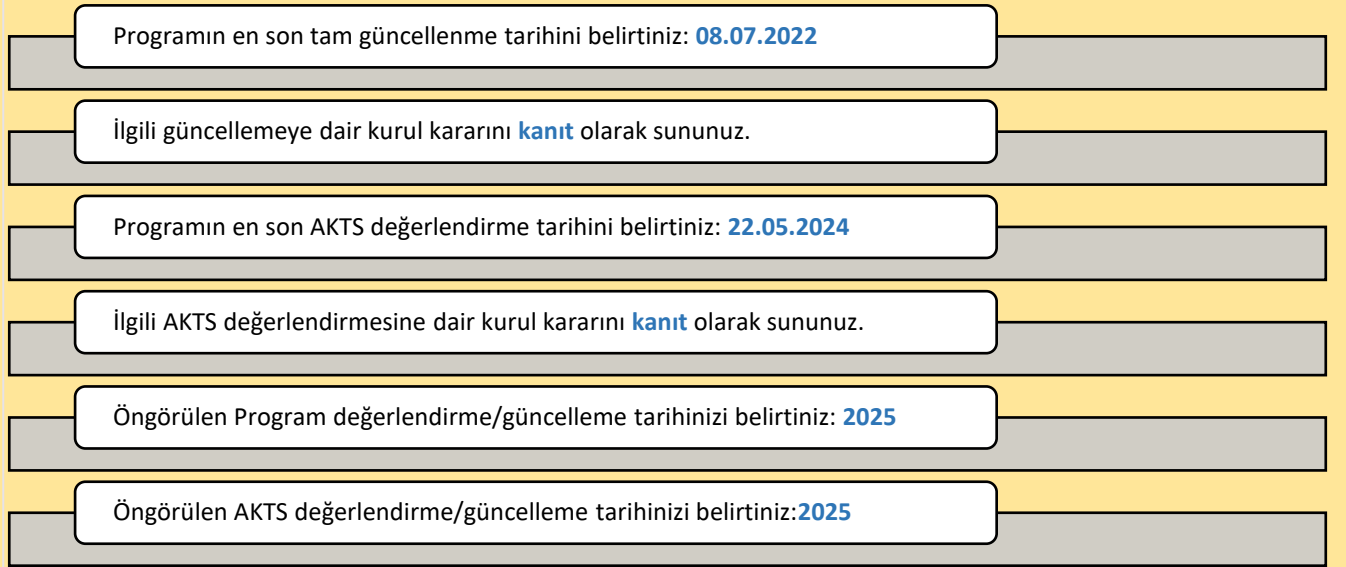 Programın en son tam güncellenme tarihini belirtiniz: 08.07.2022
İlgili güncellemeye dair kurul kararını kanıt olarak sununuz.
Programın en son AKTS değerlendirme tarihini belirtiniz: 22.05.2024
İlgili AKTS değerlendirmesine dair kurul kararını kanıt olarak sununuz.
Öngörülen Program değerlendirme/güncelleme tarihinizi belirtiniz: 2025
Öngörülen AKTS değerlendirme/güncelleme tarihinizi belirtiniz:2025